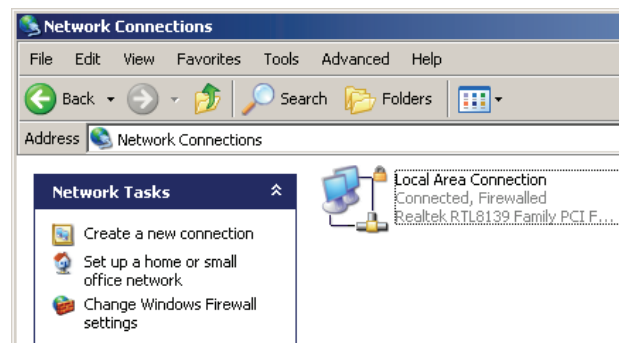 Network Connections
File Edit View Favorites Tools Advanced Help
Back Search Folders
Address Network Connections
Network Tasks
Create a new connection
Set up a home or small
office network
Change Windows Firewall
settings
Local Area Connection
Connected, Firewalled
Realtek RTL8139 Family PCI F...